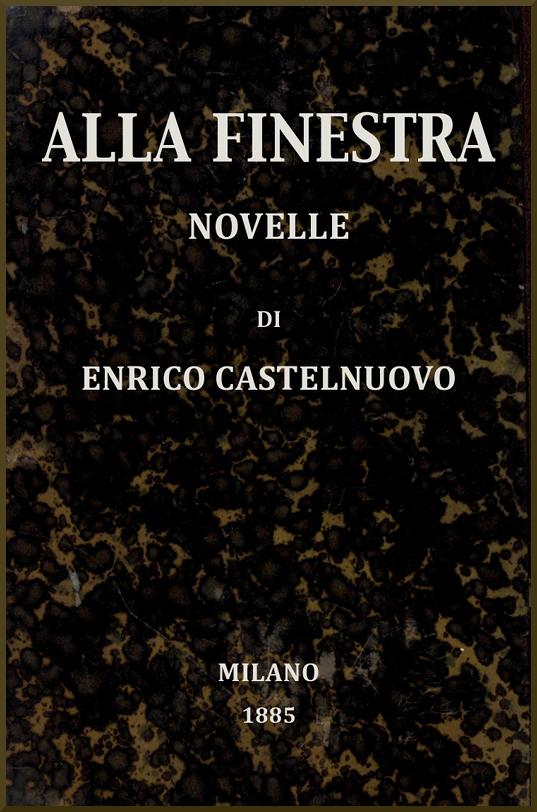 ALLA FINESTRA
NOVELLE
DI
ENRICO CASTELNUOVO
MILANO
1885